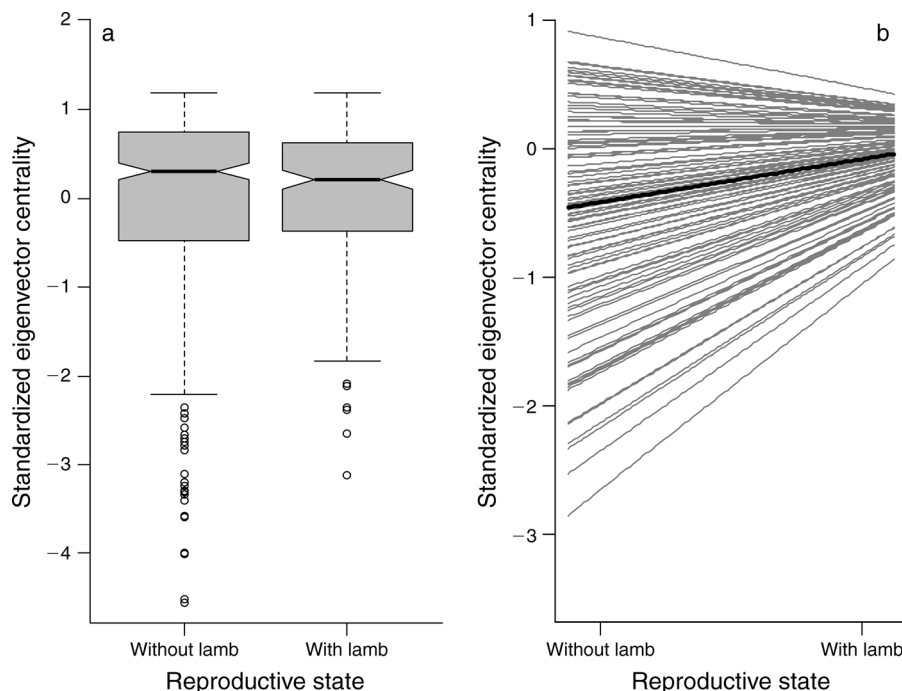 a
Standardized eigenvector centrality
2
1
0
−1
−2
−3
−4
Without lamb
With lamb
Reproductive state
b
Standardized eigenvector centrality
1
0
−1
−2
−3
Without lamb
With lamb
Reproductive state